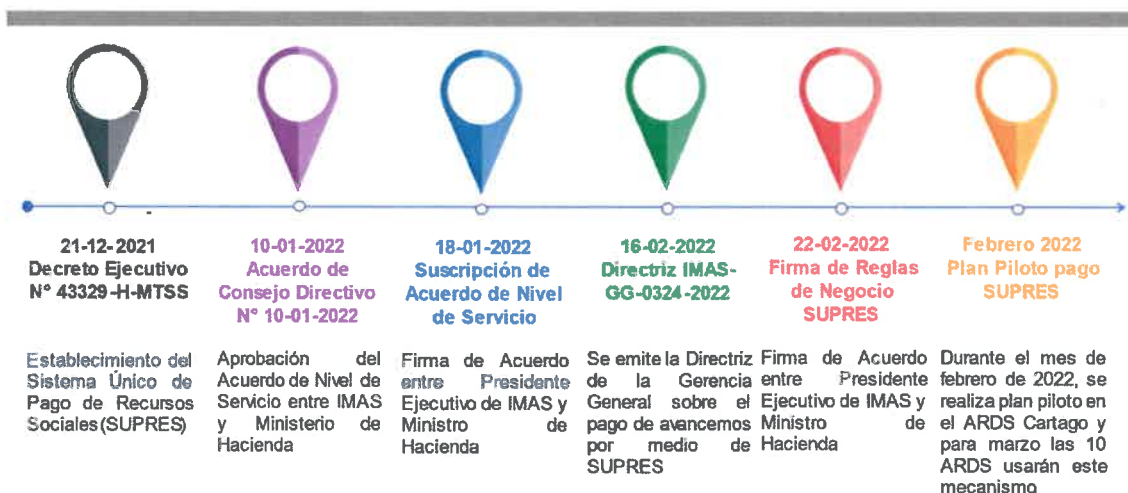 21-12-2021
Decreto Ejecutivo
N° 43329-H-MTSS
Establecimiento del
Sistema Único de
Pago de Recursos
Sociales (SUPRES)
10-01-2022
Acuerdo de
Consejo Directivo
N° 10-01-2022
Aprobación del
Acuerdo de Nivel de
Servicio entre IMAS
y Ministerio de
Hacienda
18-01-2022
Suscripción de
Acuerdo de Nivel
de Servicio
Firma de Acuerdo
entre Presidente
Ejecutivo de IMAS y
Ministro de
Hacienda
16-02-2022
Directriz IMAS-
GG-0324-2022
Se emite la Directriz
de la Gerencia
General sobre el
pago de avancemos
por medio de
SUPRES
22-02-2022
Firma de Reglas
de Negocio
SUPRES
Firma de Acuerdo
entre Presidente
Ejecutivo de IMAS y
Ministro de
Hacienda
Febrero 2022
Plan Piloto pago
SUPRES
Durante el mes de
febrero de 2022, se
realiza plan piloto en
el ARDS Cartago y
para marzo las 10
ARDS usarán este
mecanismo